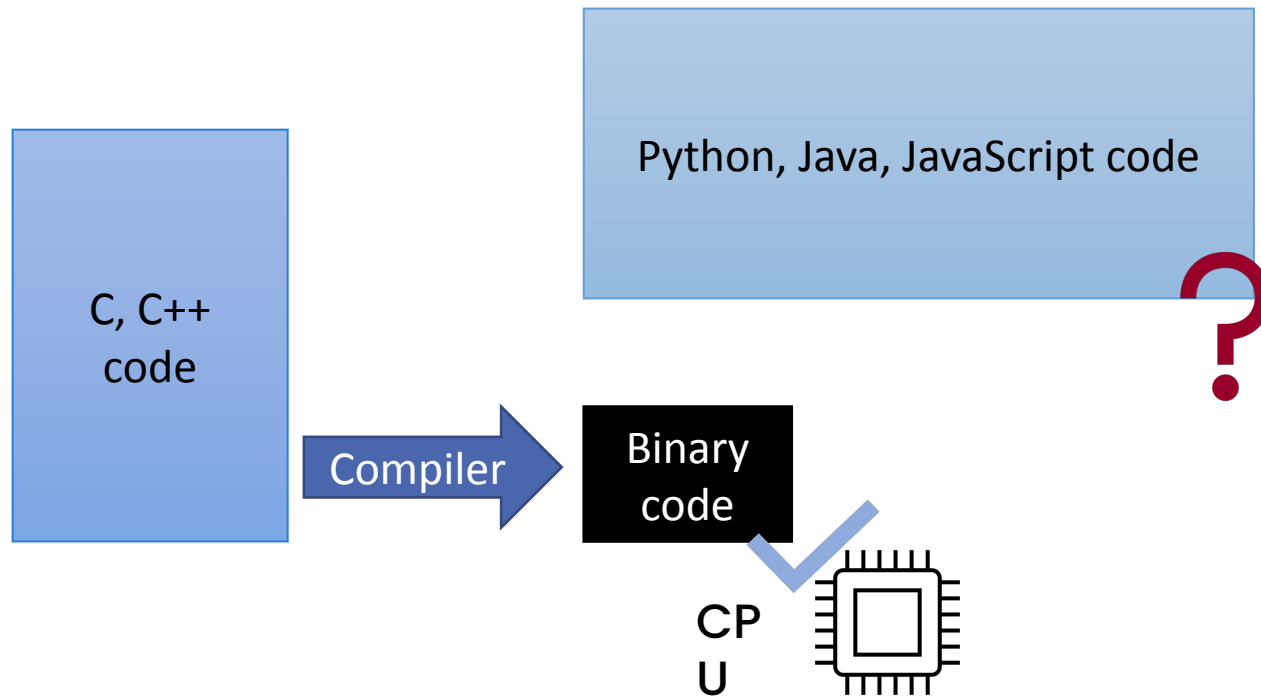 Python, Java, JavaScript code
C, C++
code
?
Compiler
Binary
code
CP
U